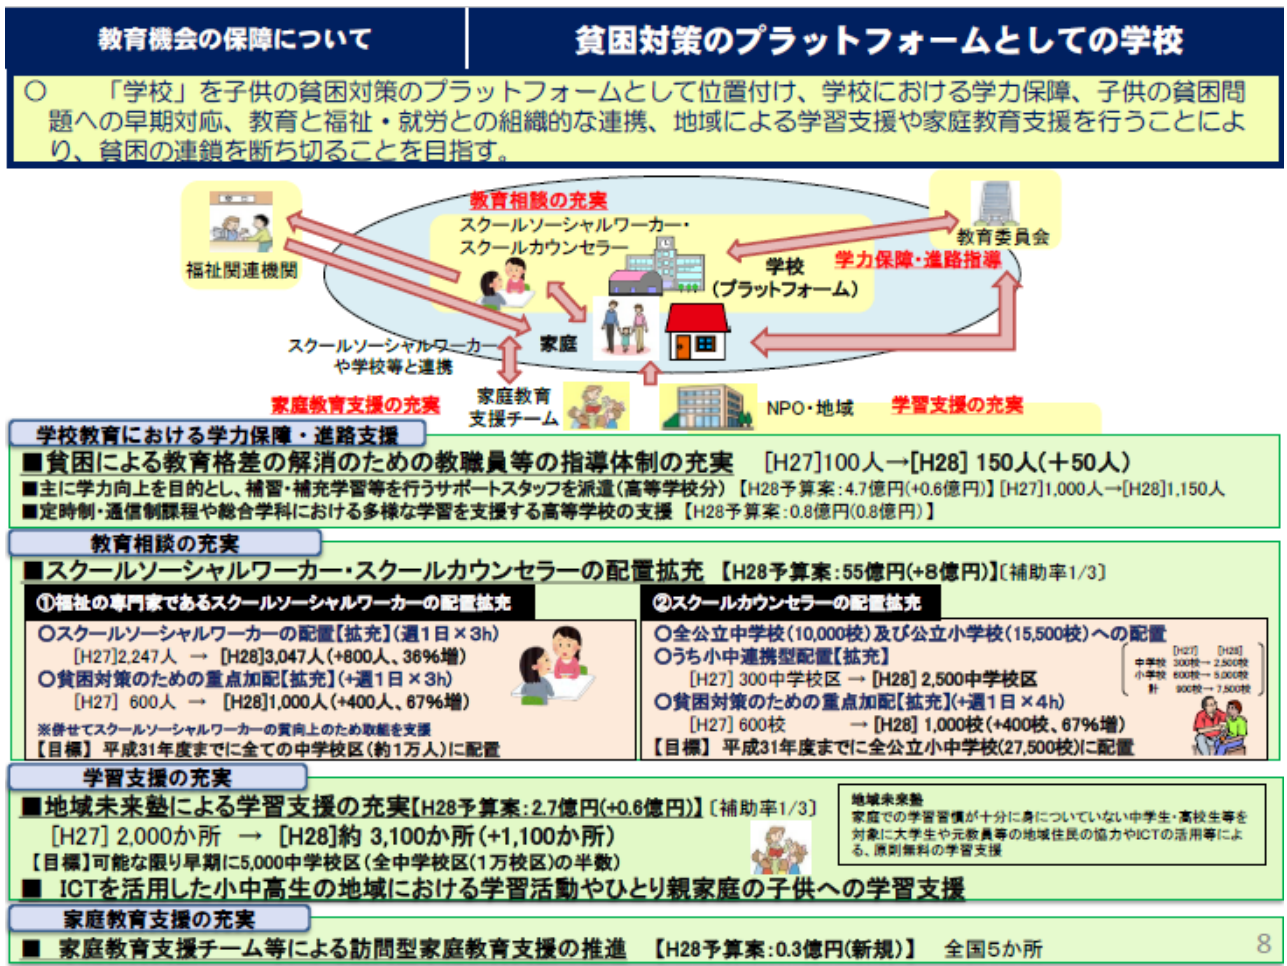 教育機会の保障について
貧困対策のプラットフォームとしての学校
○　「学校」を子供の貧困対策のプラットフォームとして位置付け、学校における学力保障、子供の貧困問
題への早期対応、教育と福祉・就労との組織的な連携、地域による学習支援や家庭教育支援を行うことによ
り、貧困の連鎖を断ち切ることを目指す。
教育相談の充実
スクールソーシャルワーカー・
スクールカウンセラー
福祉関連機関
学校
(プラットフォーム)
教育委員会
学力保障・進路指導
家庭
スクールソーシャルワーカー
や学校等と連携
家庭教育支援の充実
家庭教育
支援チーム
NPO・地域
学習支援の充実
学校教育における学力保障・進路支援
■貧困による教育格差の解消のための教職員等の指導体制の充実　[H27]100人→[H28] 150人(＋50人)
■主に学力向上を目的とし、補習・補充学習等を行うサポートスタッフを派遣(高等学校分)　【H28予算案:4.7億円(+0.6億円)】[H27]1,000人→[H28]1,150人
■定時制・通信制課程や総合学科における多様な学習を支援する高等学校の支援　【H28予算案:0.8億円(0.8億円)】
教育相談の充実
■スクールソーシャルワーカー・スクールカウンセラーの配置拡充　【H28予算案:55億円(+8億円)】〔補助率1/3〕
①福祉の専門家であるスクールソーシャルワーカーの配置拡充
○スクールソーシャルワーカーの配置【拡充】(週1日×3h)
[H27]2,247人 → [H28]3,047人(+800人、36%増)
○貧困対策のための重点加配【拡充】(+週1日×3h)
[H27] 600人 → [H28]1,000人(+400人、67%増)
※併せてスクールソーシャルワーカーの質向上のため取組を支援
【目標】 平成31年度までに全ての中学校区(約1万人)に配置
②スクールカウンセラーの配置拡充
○全公立中学校(10,000校)及び公立小学校(15,500校)への配置
○うち小中連携型配置【拡充】
[H27] 300中学校区 → [H28] 2,500中学校区
○貧困対策のための重点加配【拡充】(+週1日×4h)
[H27] 600校 → [H28] 1,000校(+400校、67%増)
【目標】 平成31年度までに全公立小中学校(27,500校)に配置
[H27] [H28]
中学校 300校→ 2,500校
小学校 600校→ 5,000校
計 900校→ 7,500校
学習支援の充実
■地域未来塾による学習支援の充実【H28予算案:2.7億円(+0.6億円)】〔補助率1/3〕
[H27] 2,000か所 → [H28]約 3,100か所(+1,100か所)
【目標】可能な限り早期に5,000中学校区(全中学校区(1万校区)の半数)
■ ICTを活用した小中高生の地域における学習活動やひとり親家庭の子供への学習支援
地域未来塾
家庭での学習習慣が十分に身についていない中学生・高校生等を
対象に大学生や元教員等の地域住民の協力やICTの活用等によ
る、原則無料の学習支援
家庭教育支援の充実
■ 家庭教育支援チーム等による訪問型家庭教育支援の推進　【H28予算案:0.3億円(新規)】　全国5か所
8